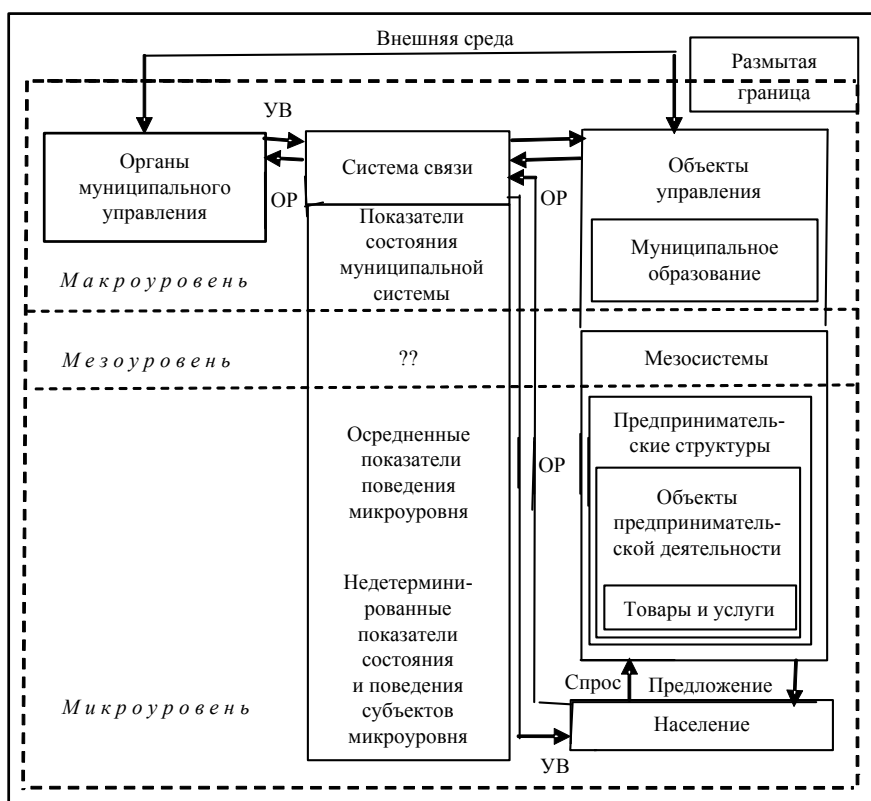 Внешняя среда
Размытая
граница
УВ
Органы
муниципального
управления
ОР
Система связи
ОР
Объекты
управления
Показатели
состояния
муниципальной
системы
Муниципальное
образование
Макроуровень
Мезоуровень
??
Мезосистемы
Осредненные
показатели
поведения
микроуровня
ОР
Предприниматель-
ские структуры
Объекты
предприниматель-
ской деятельности
Товары и услуги
Недетермини-
рованные
показатели
состояния
и поведения
субъектов
микроуровня
Спрос
Предложение
Микроуровень
Население
УВ